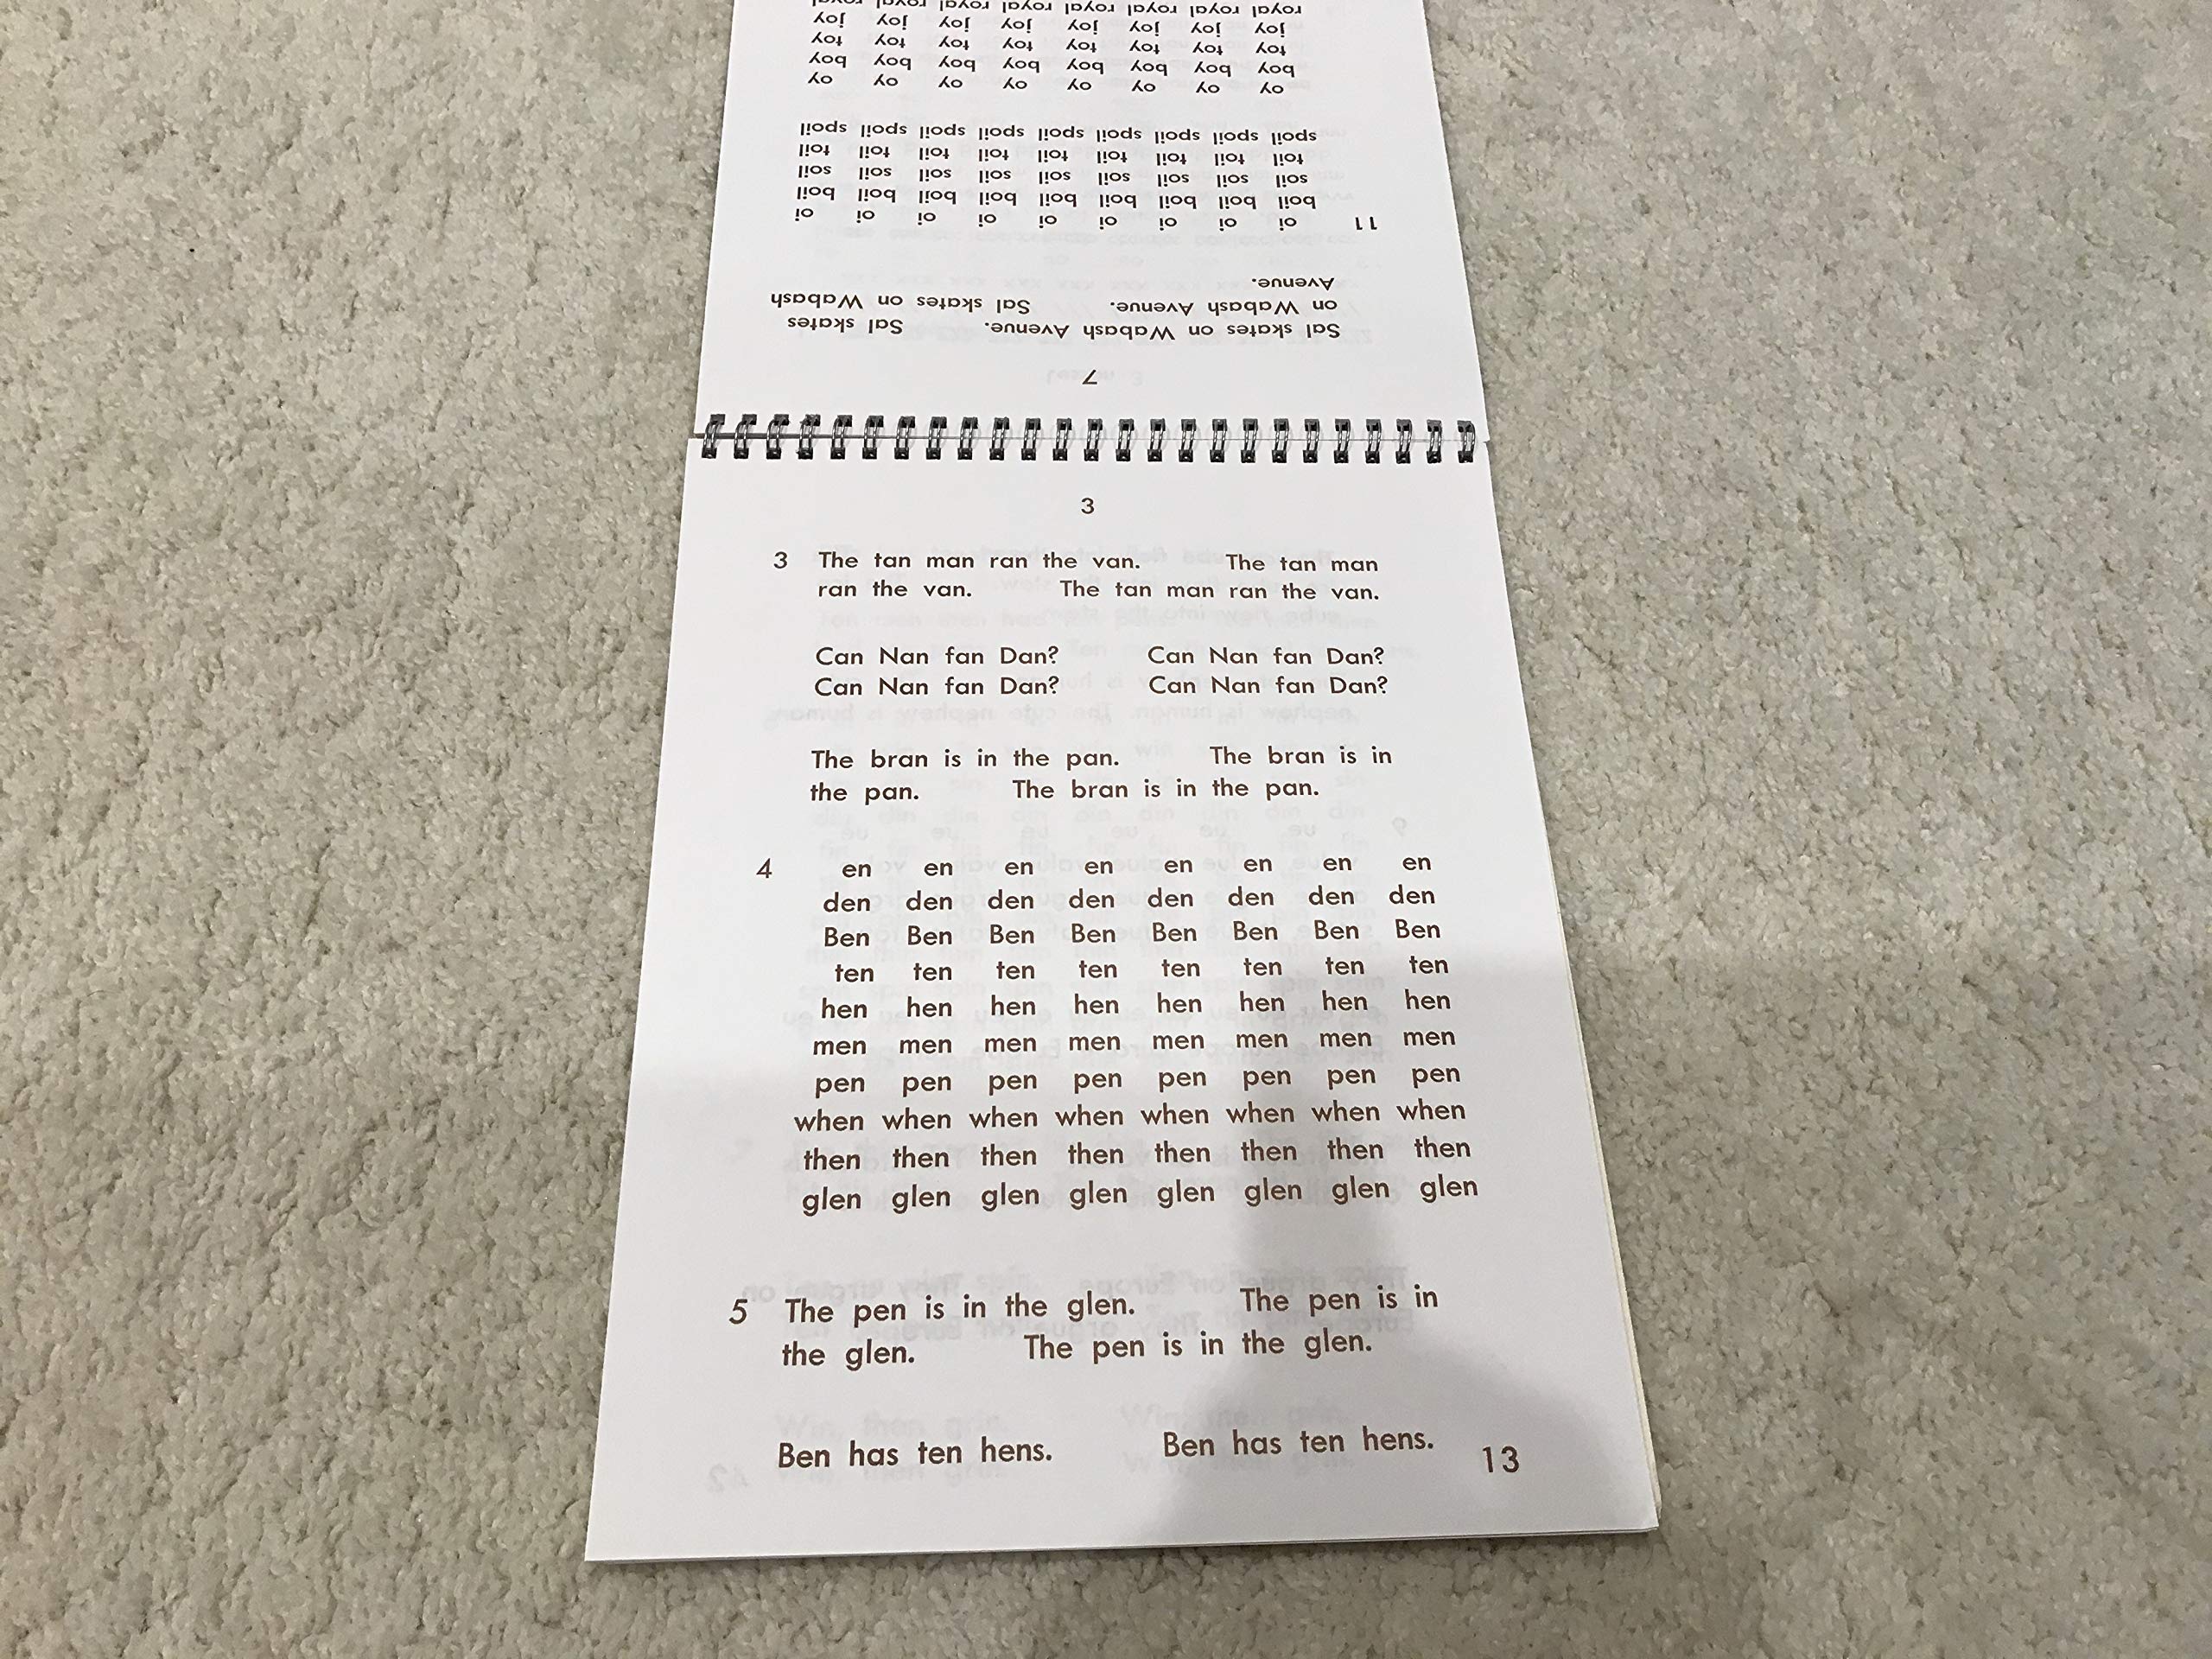 7
Sal skates on Wabash Avenue. Sal skates
on Wabash Avenue. Sal skates on Wabash
Avenue.
11 oi oi oi oi oi oi oi oi oi
boil boil boil boil boil boil boil boil boil
soil soil soil soil soil soil soil soil soil
toil toil toil toil toil toil toil toil toil
spoil spoil spoil spoil spoil spoil spoil spoil spoil
oy oy oy oy oy oy oy oy
boy boy boy boy boy boy boy boy
toy toy toy toy toy toy toy toy
joy joy joy joy joy joy joy joy
royal royal royal royal royal royal royal royal
3
3 The tan man ran the van. The tan man
ran the van. The tan man ran the van.
Can Nan fan Dan? Can Nan fan Dan?
Can Nan fan Dan? Can Nan fan Dan?
The bran is in the pan. The bran is in
the pan. The bran is in the pan.
4 en en en en en en en en
den den den den den den den den
Ben Ben Ben Ben Ben Ben Ben Ben
ten ten ten ten ten ten ten ten
hen hen hen hen hen hen hen hen
men men men men men men men men
pen pen pen pen pen pen pen pen
when when when when when when when when
then then then then then then then then
glen glen glen glen glen glen glen glen
5 The pen is in the glen. The pen is in
the glen. The pen is in the glen.
Ben has ten hens. Ben has ten hens.
13